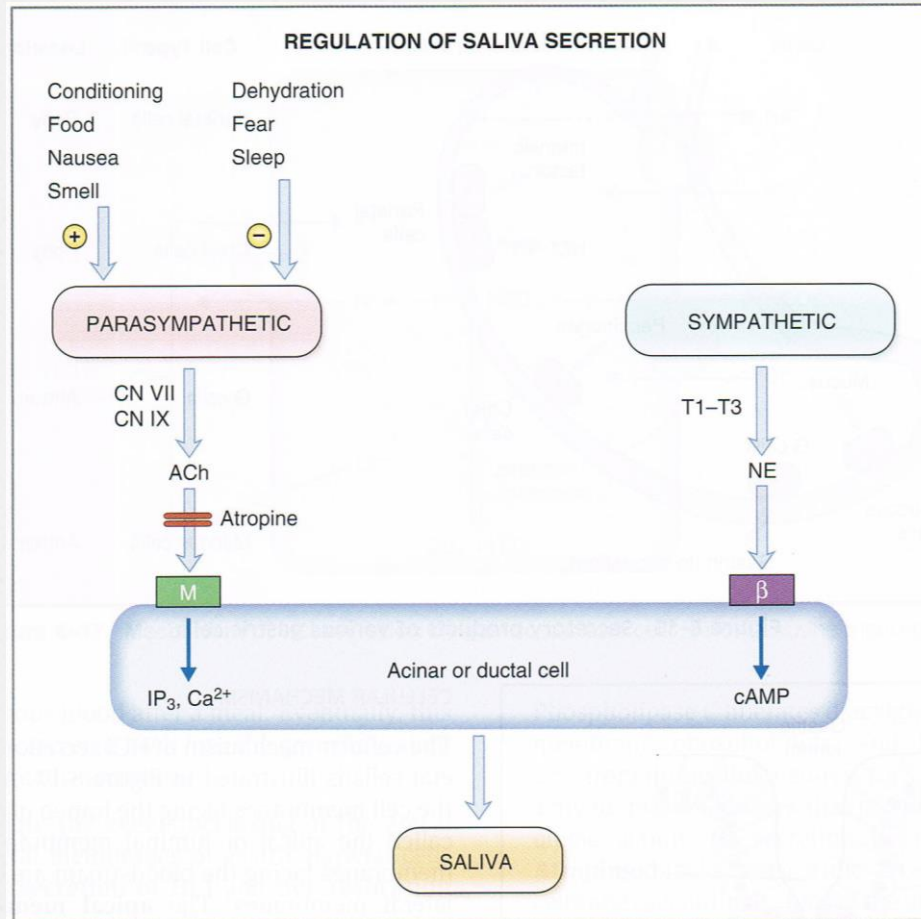 REGULATION OF SALIVA SECRETION
Conditioning
Food
Nausea
Smell
Dehydration
Fear
Sleep
+
−
PARASYMPATHETIC
SYMPATHETIC
CN VII
CN IX
T1–T3
ACh
NE
Atropine
M
β
Acinar or ductal cell
IP₃, Ca²⁺
cAMP
SALIVA